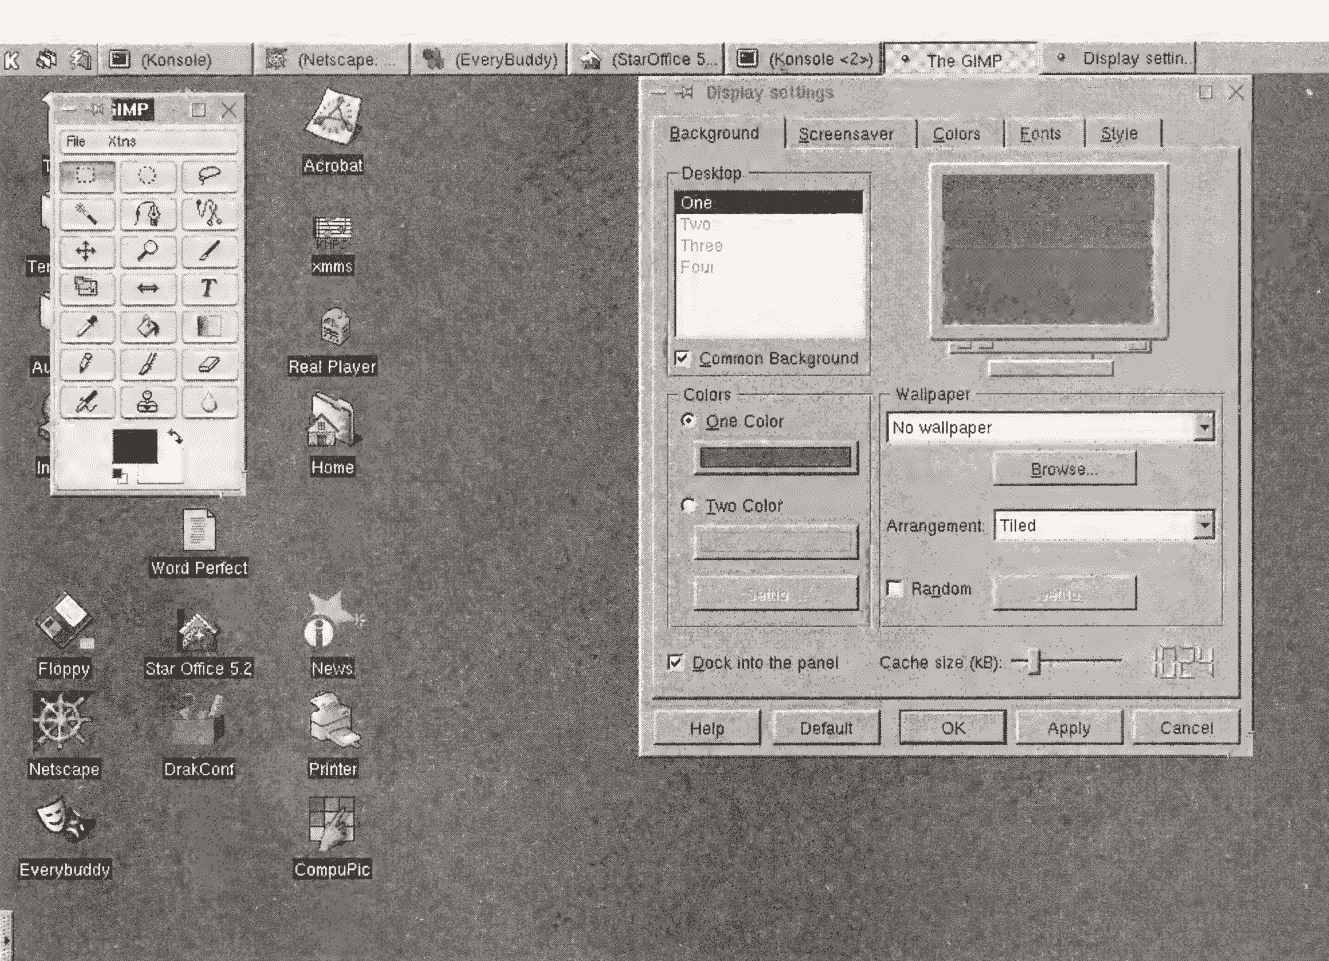 (Konsole)
(Netscape: ...
(EveryBuddy)
(StarOffice 5...
(Konsole <2>)
The GIMP
Display settin..
GIMP
File Xtns
T
Acrobat
xmms
Real Player
Home
Word Perfect
Floppy
Star Office 5.2
News
Netscape
DrakConf
Printer
Everybuddy
CompuPic
Display settings
Background
Screensaver
Colors
Fonts
Style
Desktop
One
Two
Three
Four
Common Background
Colors
One Color
Two Color
Wallpaper
No wallpaper
Browse...
Arrangement:
Tiled
Random
Dock into the panel
Cache size (kB):
1024
Help
Default
OK
Apply
Cancel